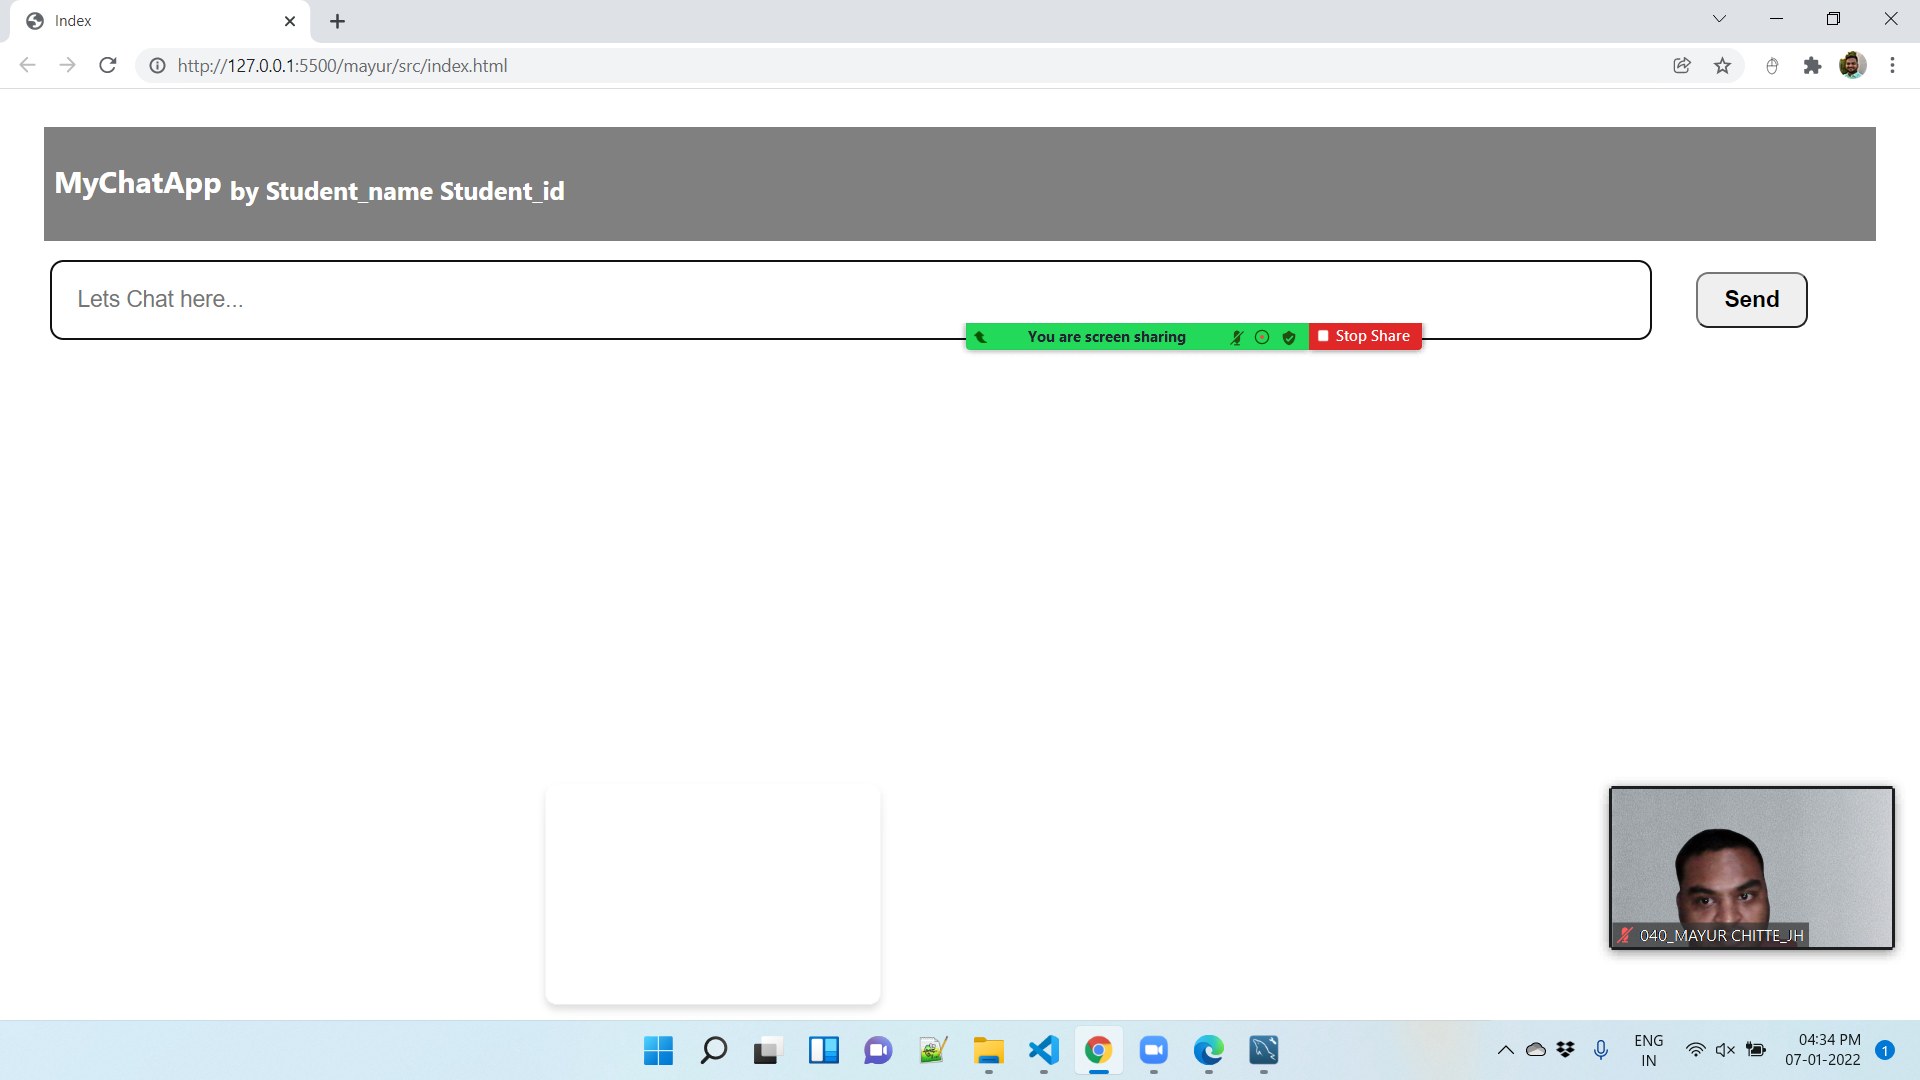 Index
http://127.0.0.1:5500/mayur/src/index.html
MyChatApp by Student_name Student_id
Lets Chat here...
Send
You are screen sharing
Stop Share
040_MAYUR CHITTE_JH
ENG
IN
04:34 PM
07-01-2022
1